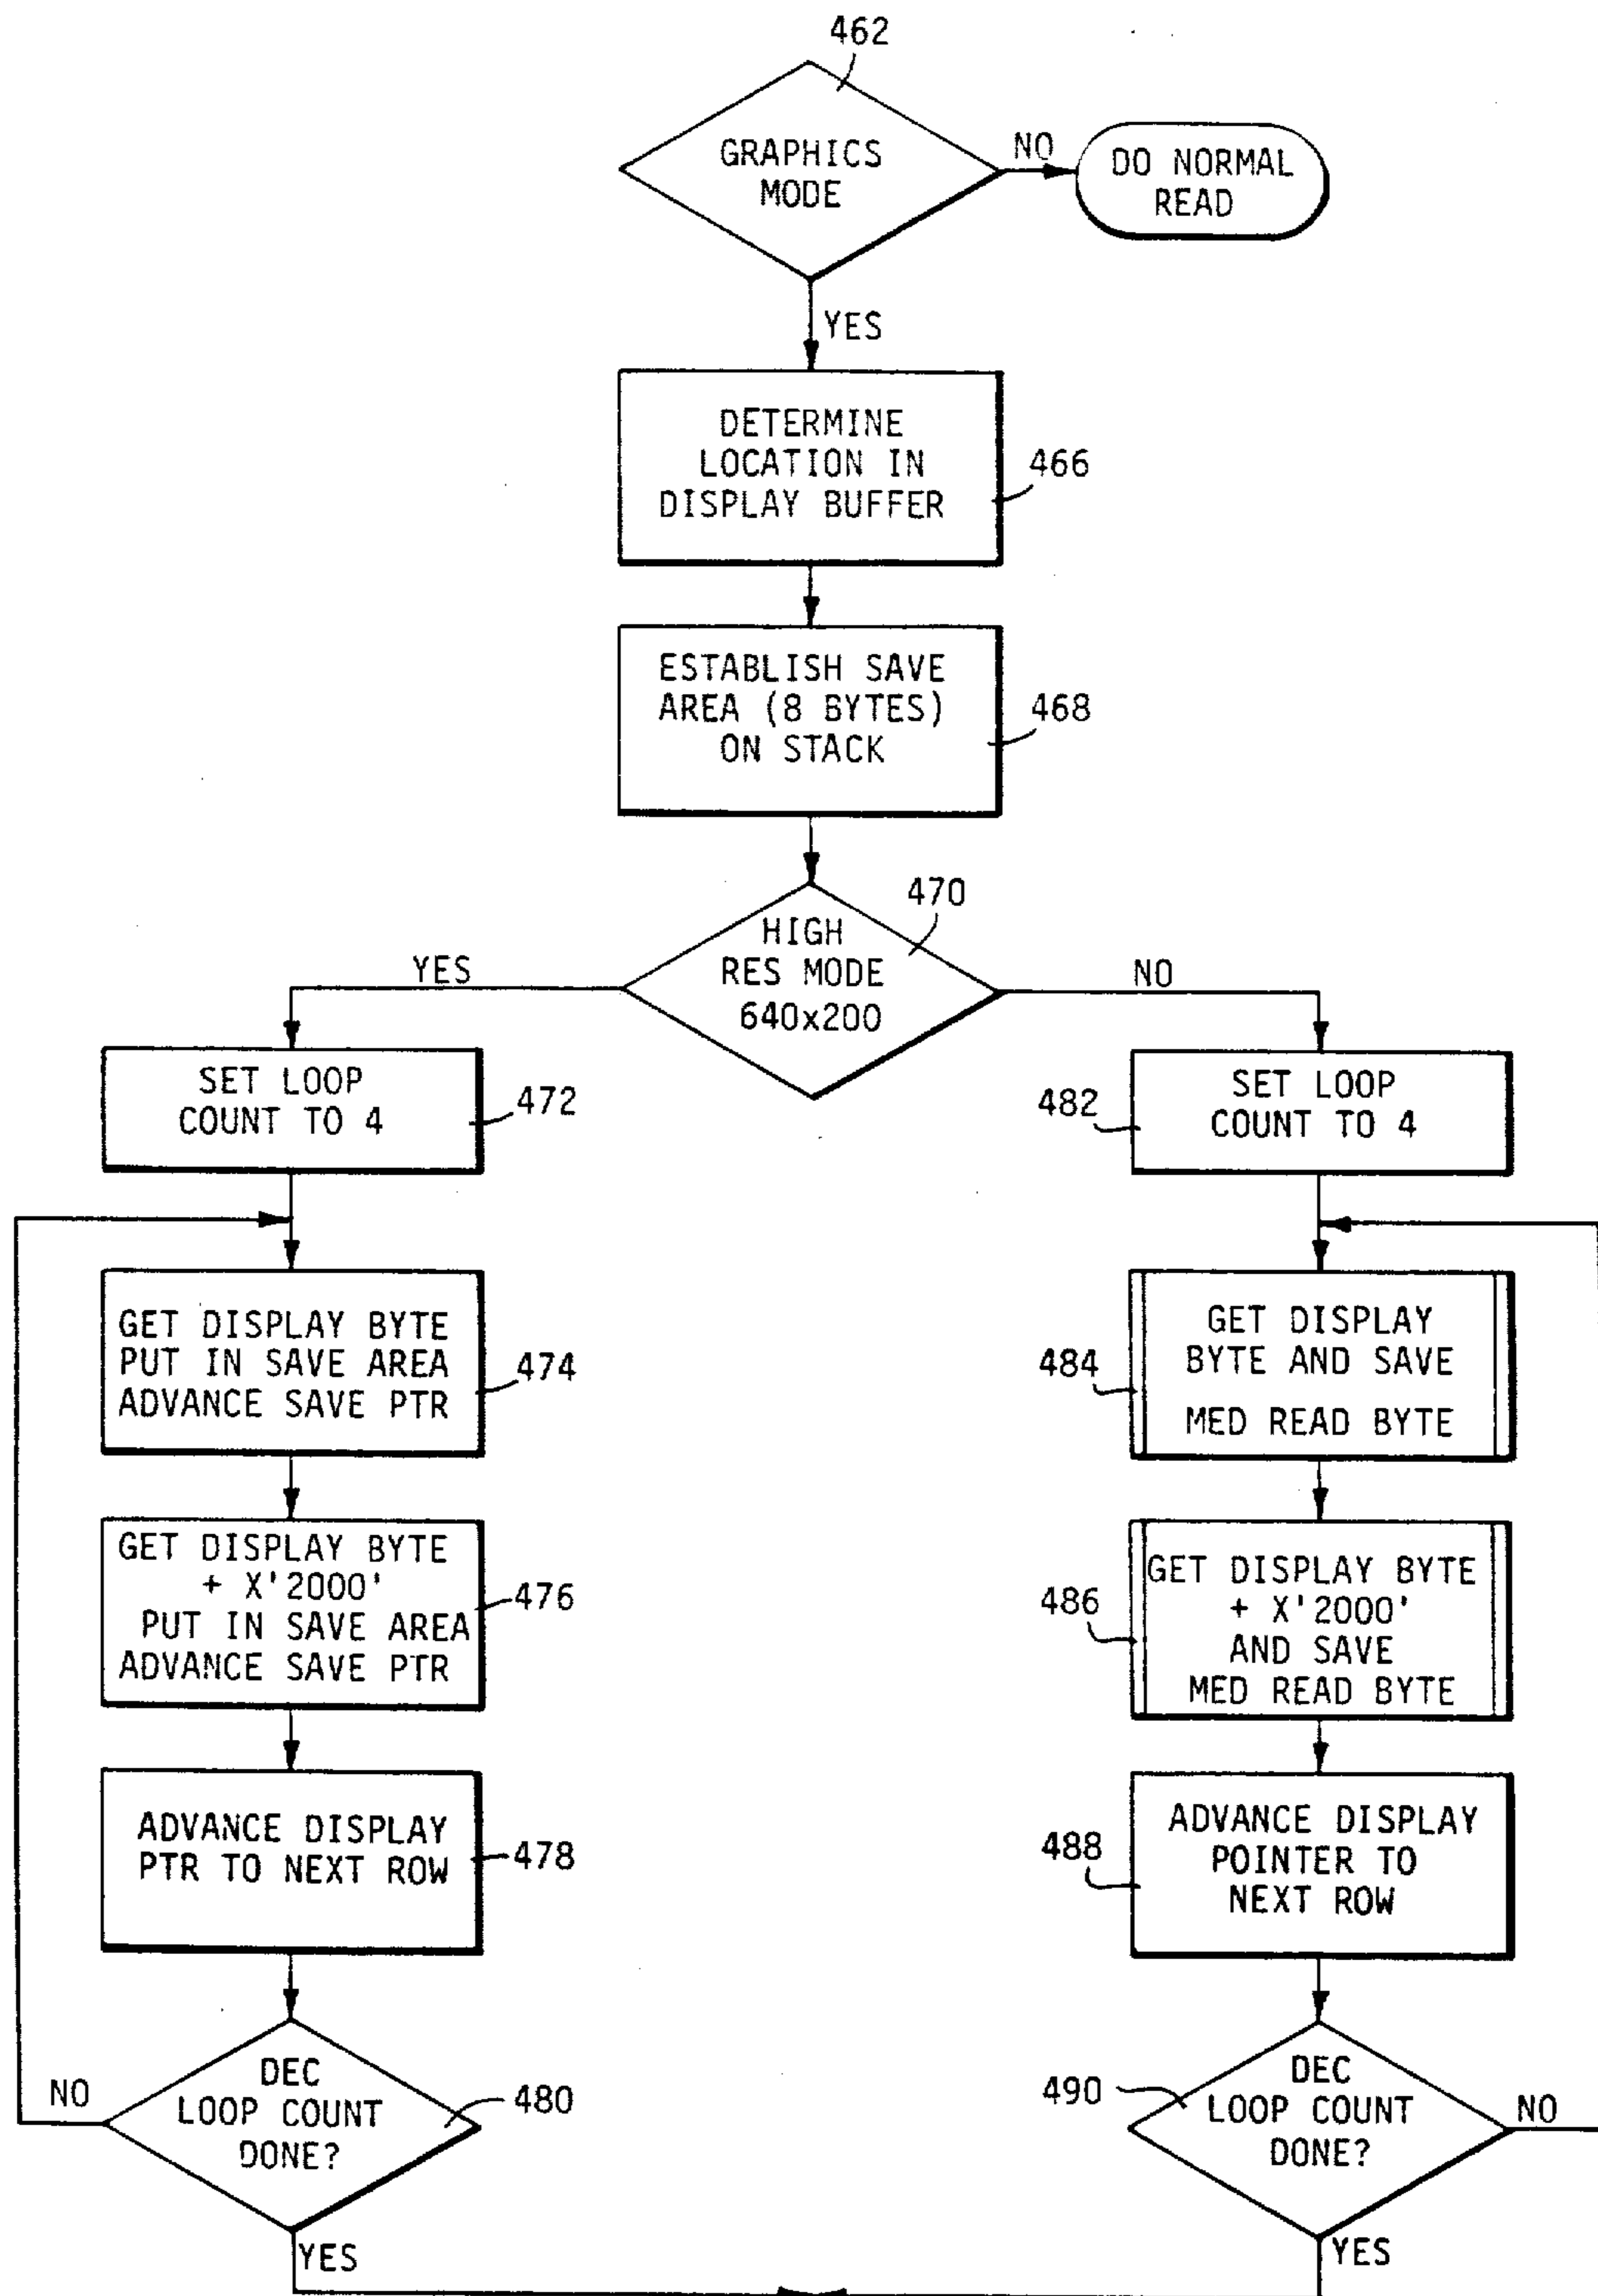 462
GRAPHICS
MODE
NO
DO NORMAL
READ
YES
DETERMINE
LOCATION IN
DISPLAY BUFFER
466
ESTABLISH SAVE
AREA (8 BYTES)
ON STACK
468
470
HIGH
RES MODE
640x200
YES
NO
SET LOOP
COUNT TO 4
472
GET DISPLAY BYTE
PUT IN SAVE AREA
ADVANCE SAVE PTR
474
GET DISPLAY BYTE
+ X'2000'
PUT IN SAVE AREA
ADVANCE SAVE PTR
476
ADVANCE DISPLAY
PTR TO NEXT ROW
478
DEC
LOOP COUNT
DONE?
480
NO
YES
SET LOOP
COUNT TO 4
482
GET DISPLAY
BYTE AND SAVE
MED READ BYTE
484
GET DISPLAY BYTE
+ X'2000'
AND SAVE
MED READ BYTE
486
ADVANCE DISPLAY
POINTER TO
NEXT ROW
488
DEC
LOOP COUNT
DONE?
490
NO
YES